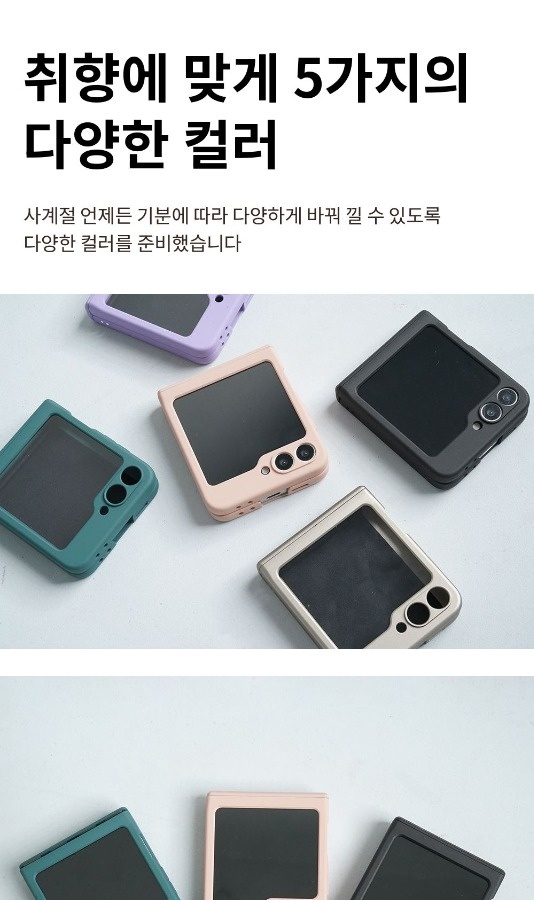 취향에 맞게 5가지의
다양한 컬러
사계절 언제든 기분에 따라 다양하게 바꿔 낄 수 있도록
다양한 컬러를 준비했습니다